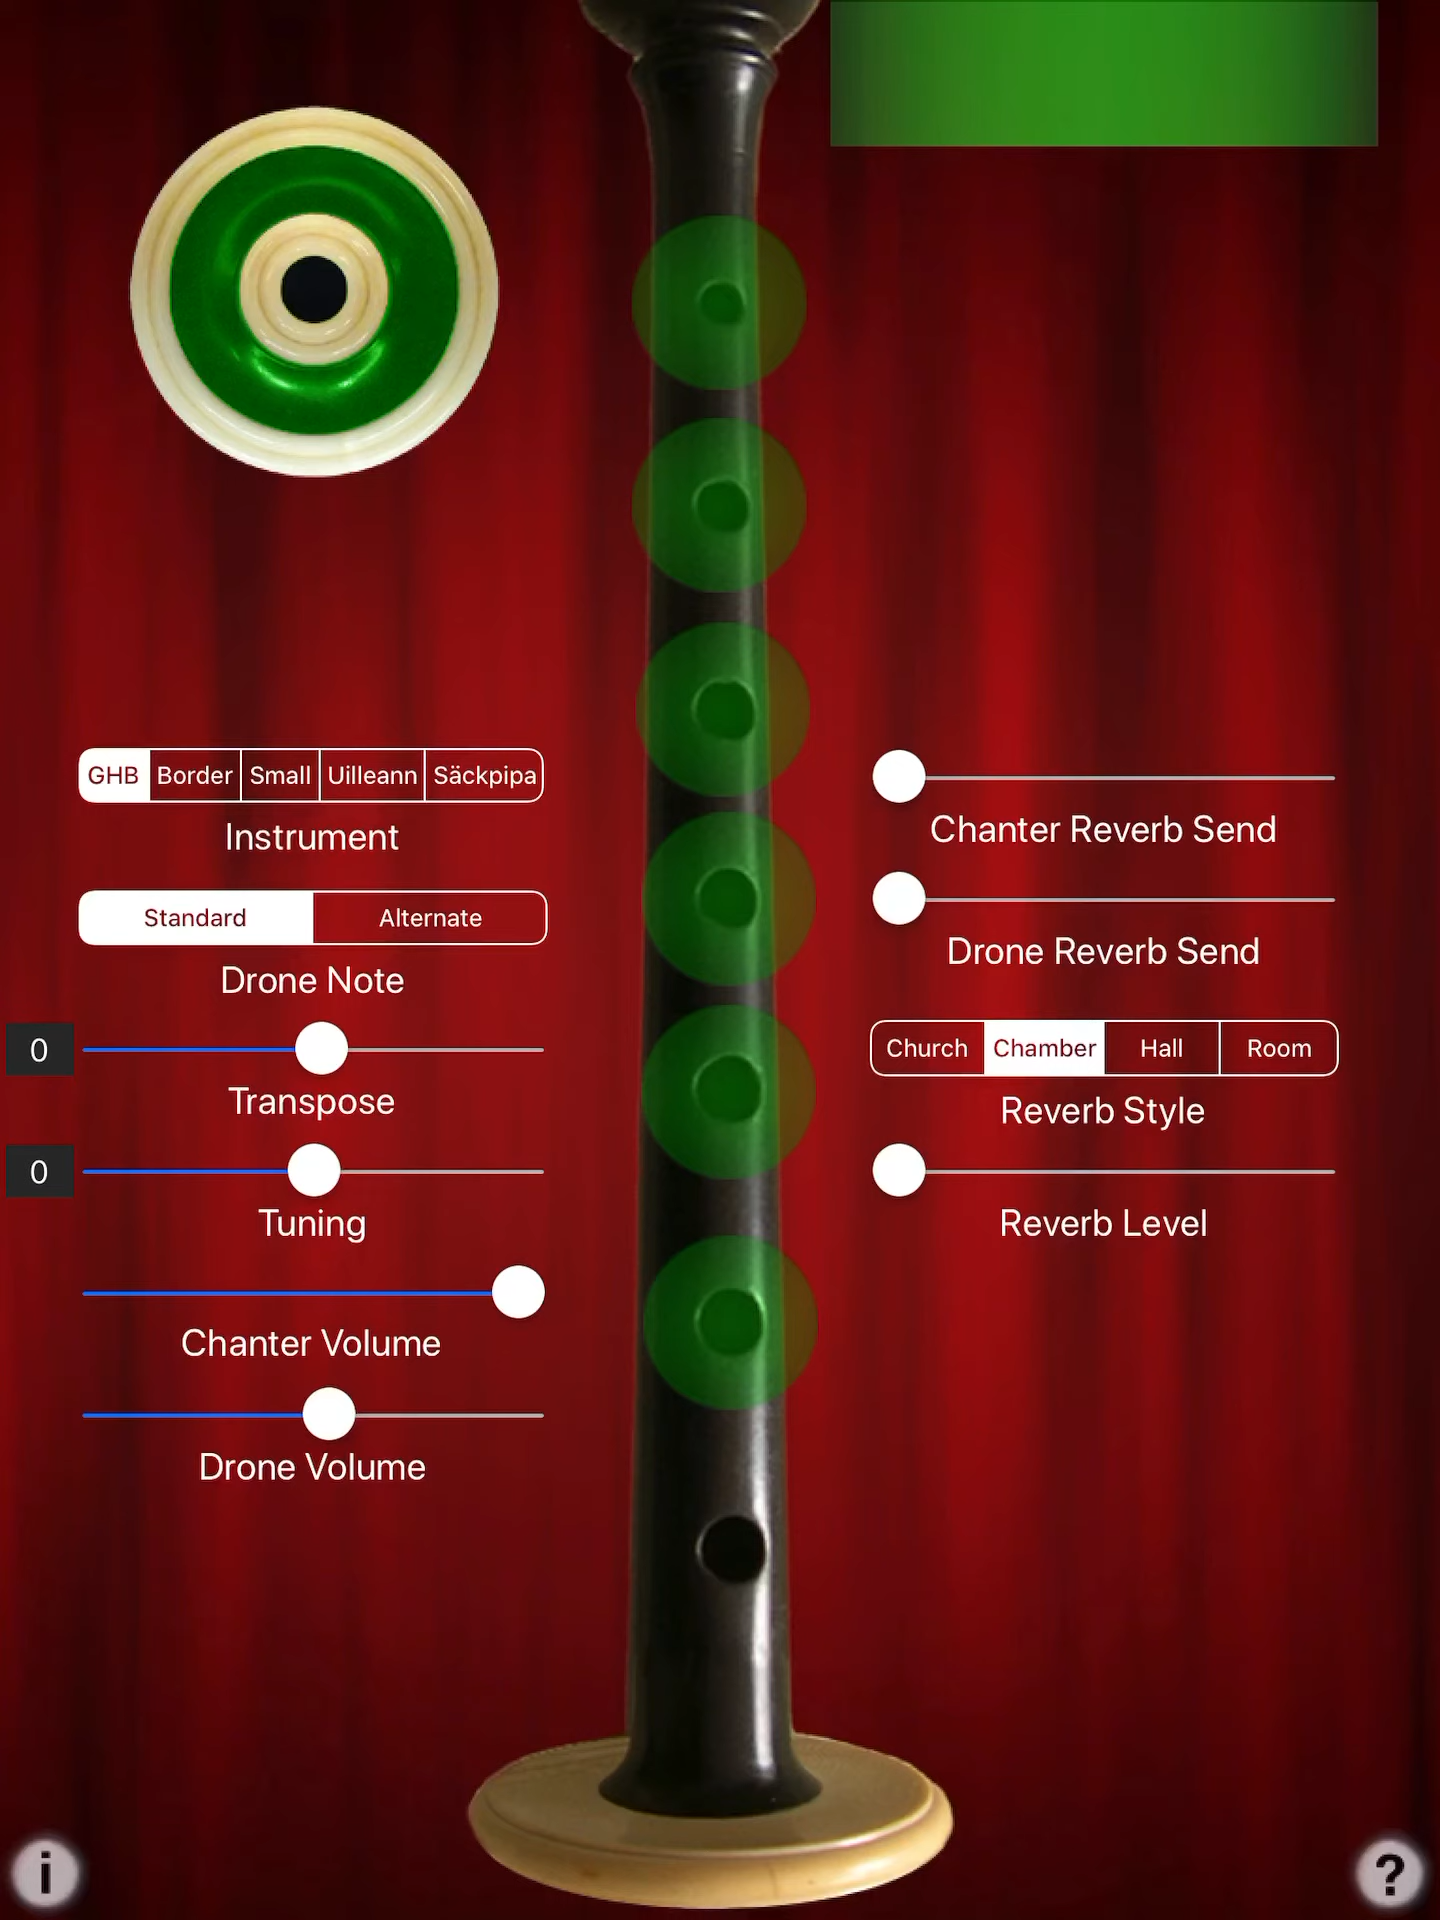 GHB Border Small Uilleann Säckpipa
Instrument
Standard Alternate
Drone Note
0
Transpose
0
Tuning
Chanter Volume
Drone Volume
Chanter Reverb Send
Drone Reverb Send
Church Chamber Hall Room
Reverb Style
Reverb Level
i
?